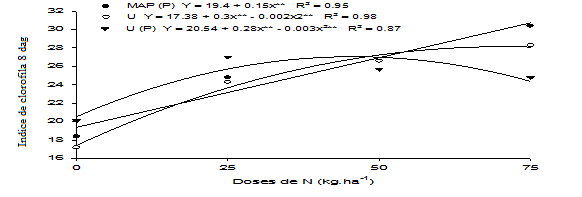 MAP (P) Y = 19.4 + 0.15x** R² = 0.95
U Y = 17.38 + 0.3x** - 0.002x2** R² = 0.98
U (P) Y = 20.54 + 0.28x** - 0.003x²** R² = 0.87
Indice de clorofila 8 dag
32
30
28
26
24
22
20
18
16
0 25 50 75
Doses de N (kg.ha⁻¹)